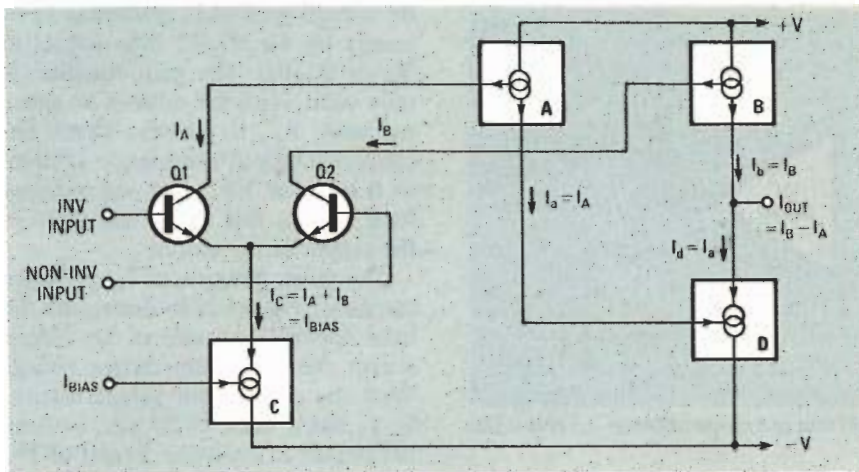 +V
A
B
I_A
I_B
Q1
Q2
I_b = I_B
I_a = I_A
INV
INPUT
I_OUT
= I_B – I_A
I_d = I_a
NON-INV
INPUT
I_C = I_A + I_B
= I_BIAS
D
I_BIAS
C
–V